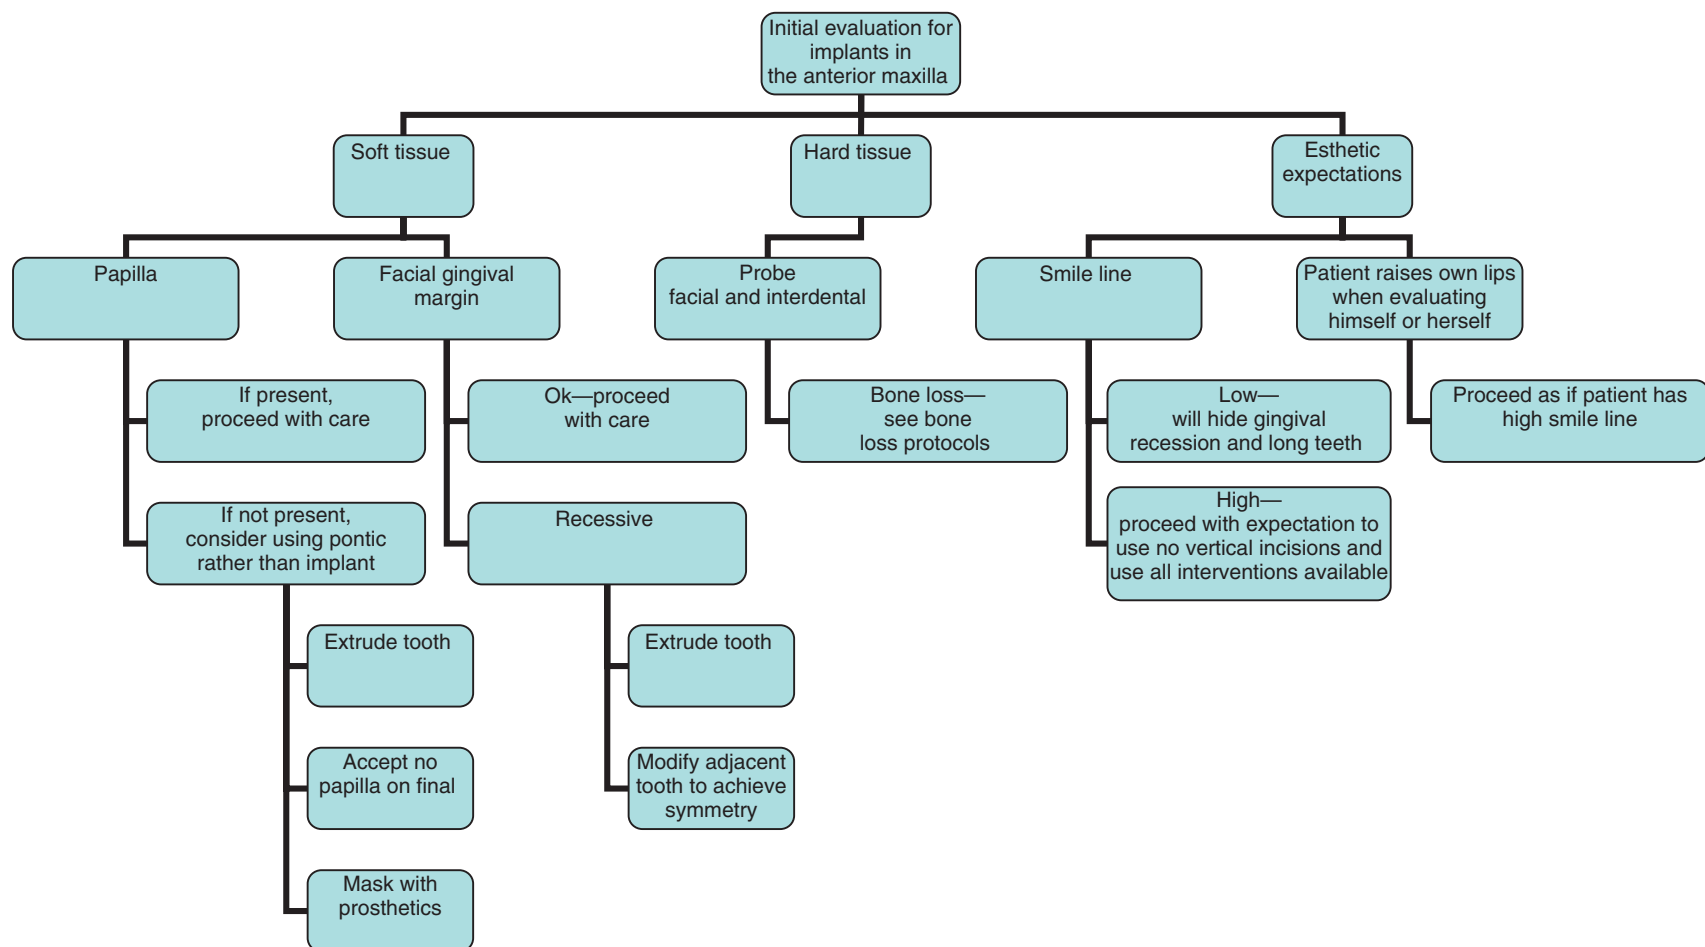 Initial evaluation for
implants in
the anterior maxilla
Soft tissue
Hard tissue
Esthetic
expectations
Papilla
Facial gingival
margin
Probe
facial and interdental
Smile line
Patient raises own lips
when evaluating
himself or herself
If present,
proceed with care
Ok—proceed
with care
Bone loss—
see bone
loss protocols
Low—
will hide gingival
recession and long teeth
Proceed as if patient has
high smile line
If not present,
consider using pontic
rather than implant
Recessive
High—
proceed with expectation to
use no vertical incisions and
use all interventions available
Extrude tooth
Extrude tooth
Accept no
papilla on final
Modify adjacent
tooth to achieve
symmetry
Mask with
prosthetics